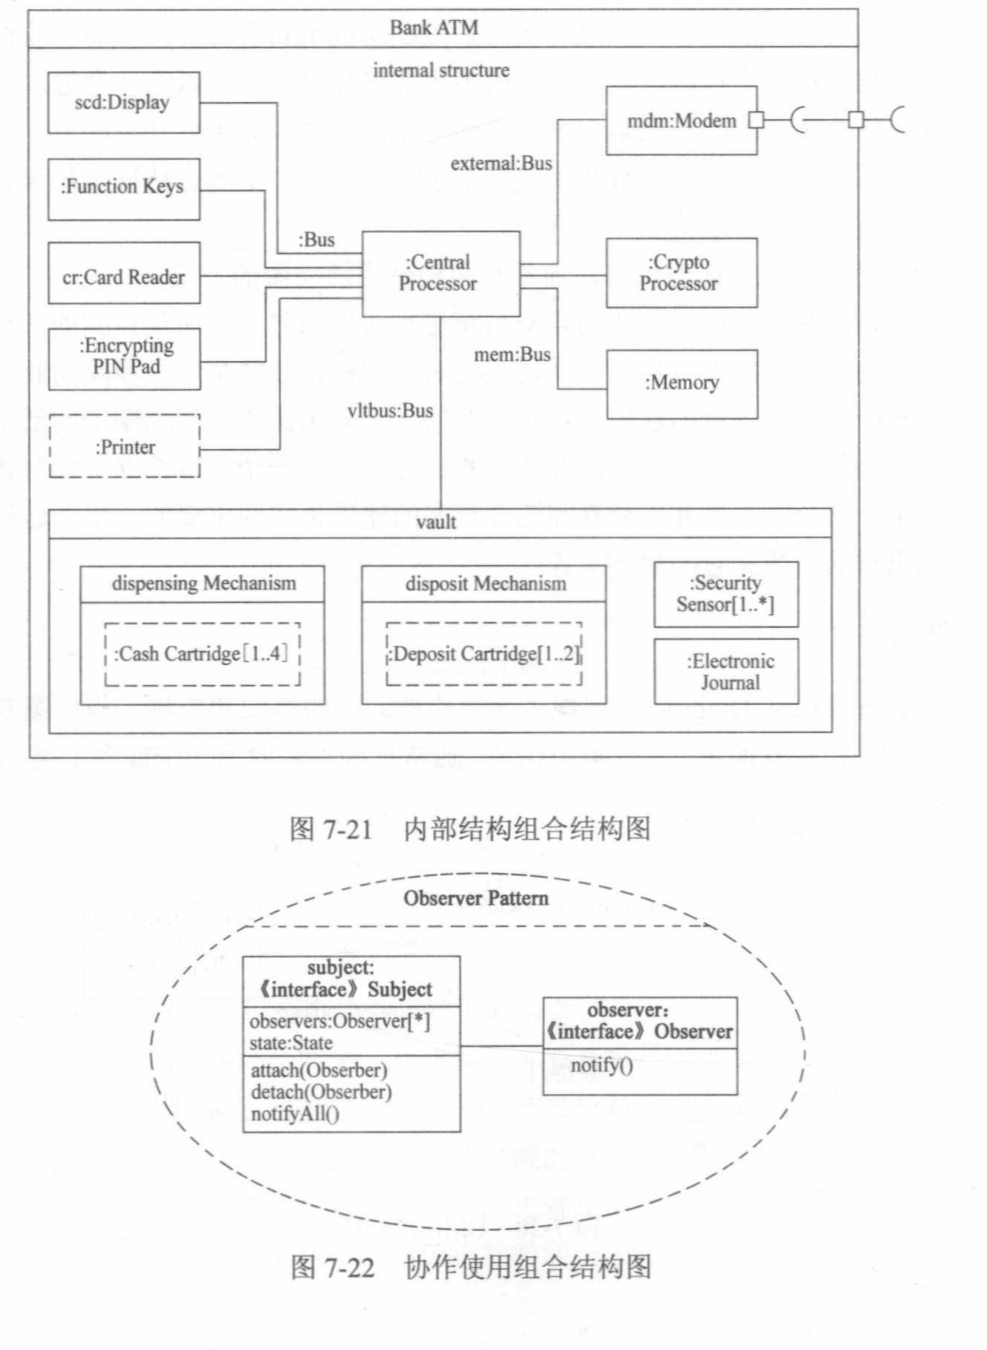 Bank ATM
internal structure
scd:Display
:Function Keys
cr:Card Reader
:Encrypting
PIN Pad
:Printer
:Bus
:Central
Processor
external:Bus
mdm:Modem
:Crypto
Processor
mem:Bus
:Memory
vltbus:Bus
vault
dispensing Mechanism
:Cash Cartridge[1..4]
disposit Mechanism
:Deposit Cartridge[1..2]
:Security
Sensor[1..*]
:Electronic
Journal
图 7-21 内部结构组合结构图
Observer Pattern
subject:
《interface》Subject
observers:Observer[*]
state:State
attach(Obserber)
detach(Obserber)
notifyAll()
observer:
《interface》Observer
notify()
图 7-22 协作使用组合结构图